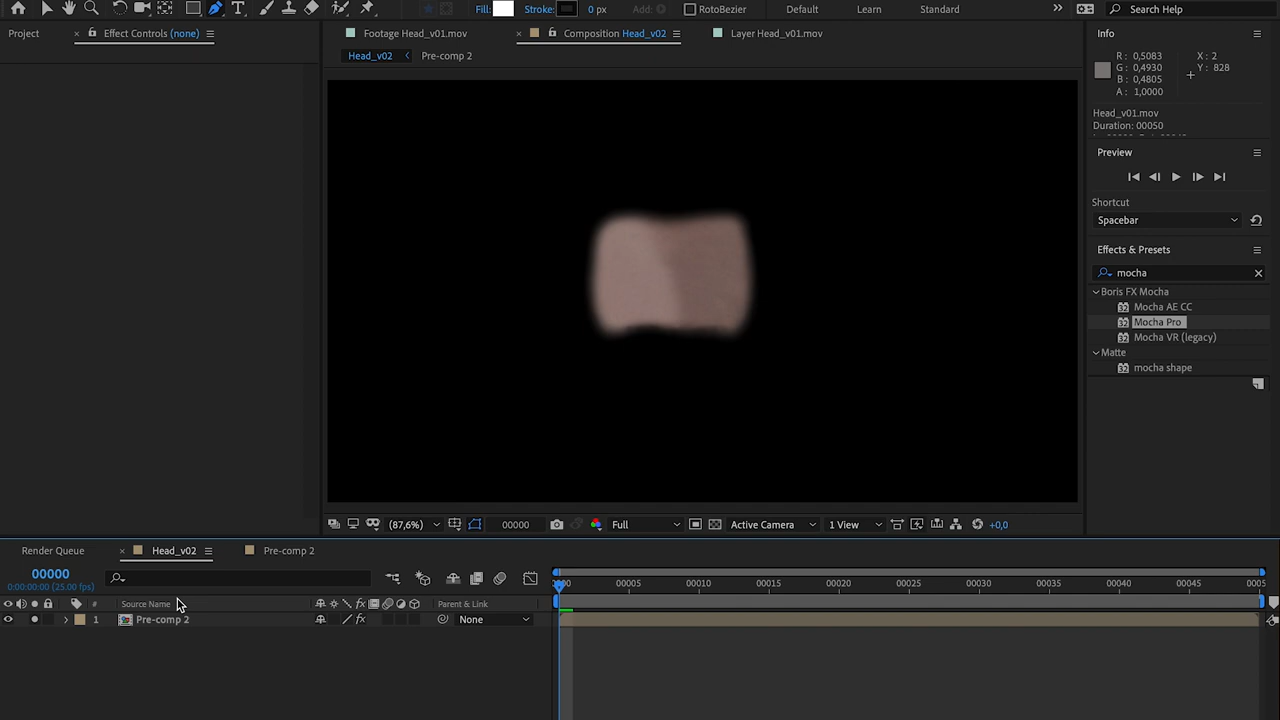 Fill: Stroke: 0 px Add: RotoBezier Default Learn Standard >> Search Help
Project × Effect Controls (none) Footage Head_v01.mov × Composition Head_v02 Layer Head_v01.mov Info
Head_v02 Pre-comp 2
R : 0,5083 X : 2
G : 0,4930 Y : 828
B : 0,4805
A : 1,0000
Head_v01.mov
Duration: 00050
Preview
Shortcut
Spacebar
Effects & Presets
mocha
Boris FX Mocha
Mocha AE CC
Mocha Pro
Mocha VR (legacy)
Matte
mocha shape
(87,6%) 00000 Full Active Camera 1 View +0,0
Render Queue × Head_v02 Pre-comp 2
00000
0:00:00:00 (25.00 fps)
:00 00005 00010 00015 00020 00025 00030 00035 00040 00045 0005
# Source Name Parent & Link
1 Pre-comp 2 None